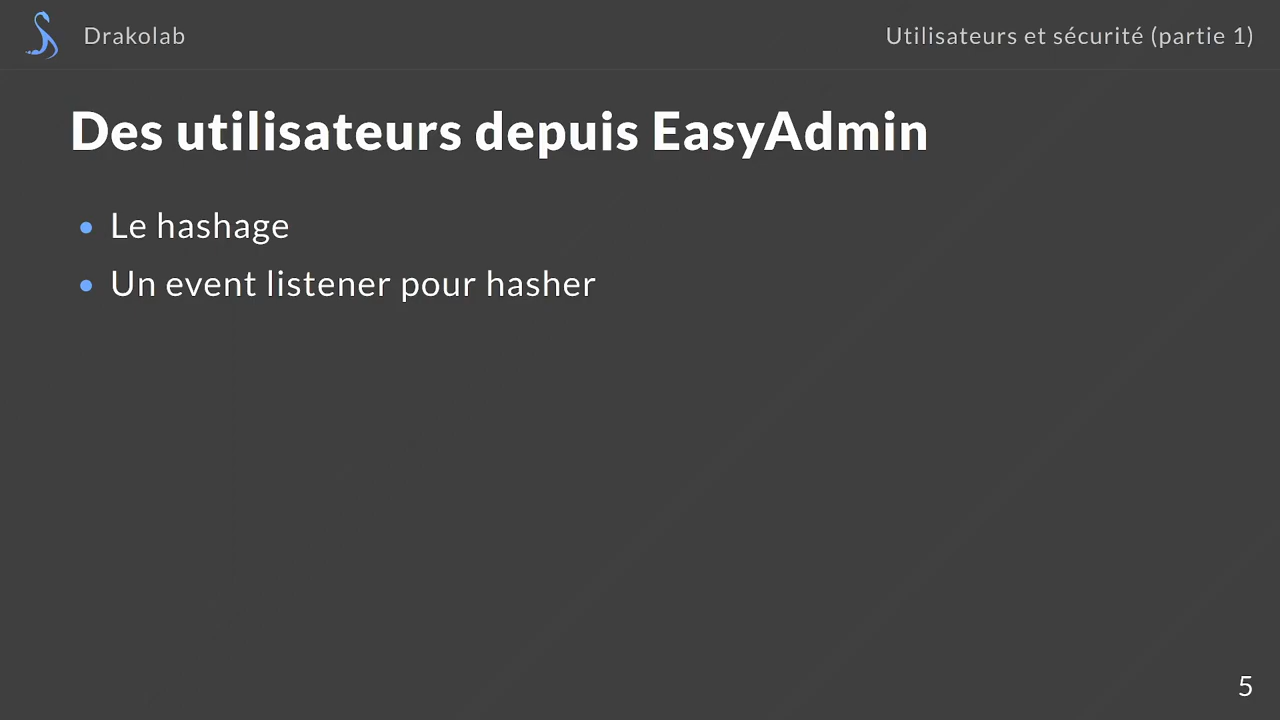 Drakolab
Utilisateurs et sécurité (partie 1)
Des utilisateurs depuis EasyAdmin
Le hashage
Un event listener pour hasher
5